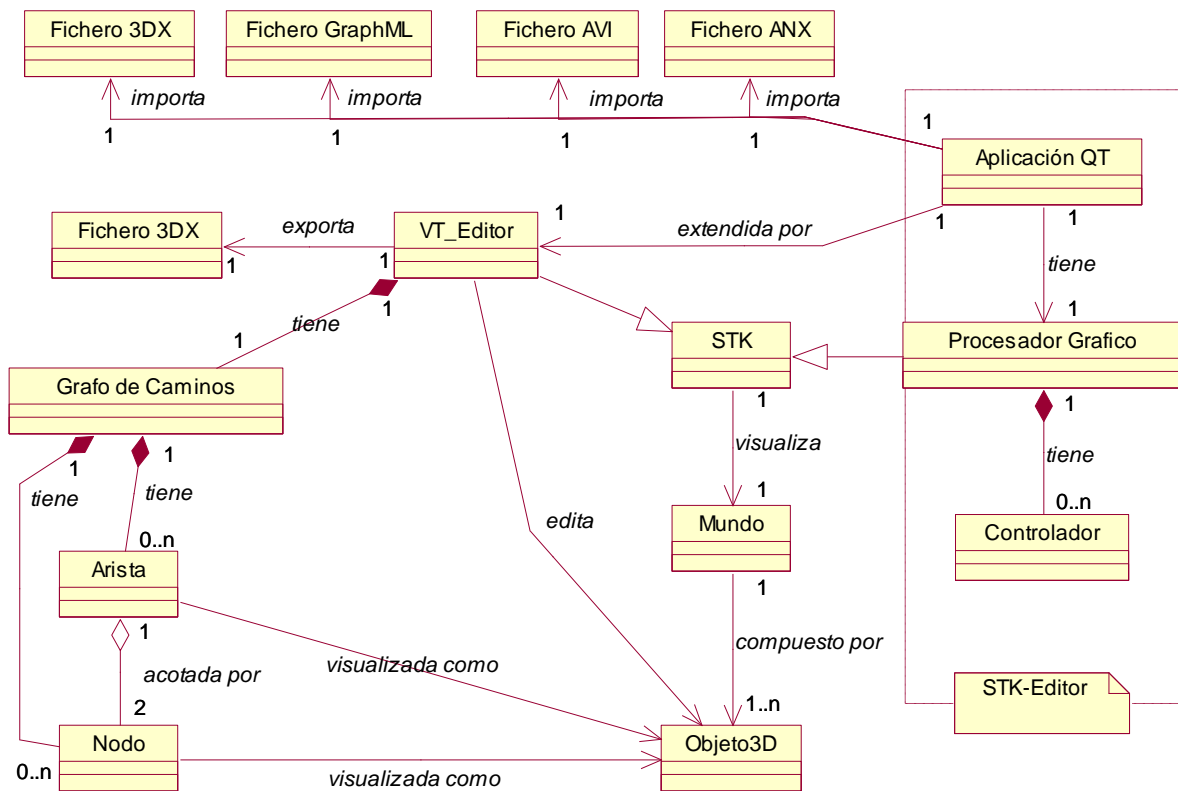 Fichero 3DX
Fichero GraphML
Fichero AVI
Fichero ANX
importa
importa
importa
importa
1
1
1
1
1
Aplicación QT
1
1
Fichero 3DX
exporta
VT_Editor
1
extendida por
1
1
1
tiene
tiene
1
1
STK
Procesador Grafico
1
1
Grafo de Caminos
1
1
tiene
tiene
visualiza
tiene
1
0..n
Mundo
Controlador
edita
0..n
Arista
1
1
acotada por
visualizada como
compuesto por
2
1..n
STK-Editor
Nodo
0..n
visualizada como
Objeto3D